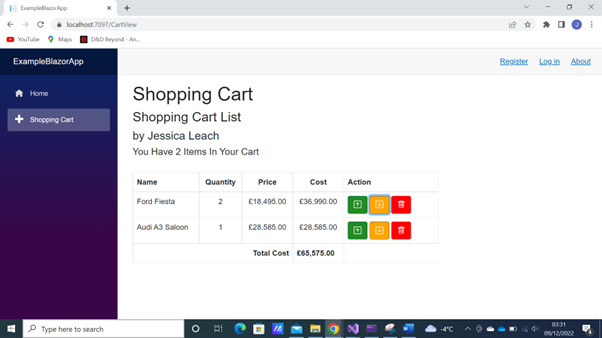 ExampleBlazorApp
localhost:7097/CartView
YouTube Maps D&D Beyond - An...
ExampleBlazorApp
Register Log in About
Home
Shopping Cart
Shopping Cart
Shopping Cart List
by Jessica Leach
You Have 2 Items In Your Cart
Name Quantity Price Cost Action
Ford Fiesta 2 £18,495.00 £36,990.00
Audi A3 Saloon 1 £28,585.00 £28,585.00
Total Cost £65,575.00
Type here to search
-4°C
03:31
09/12/2022